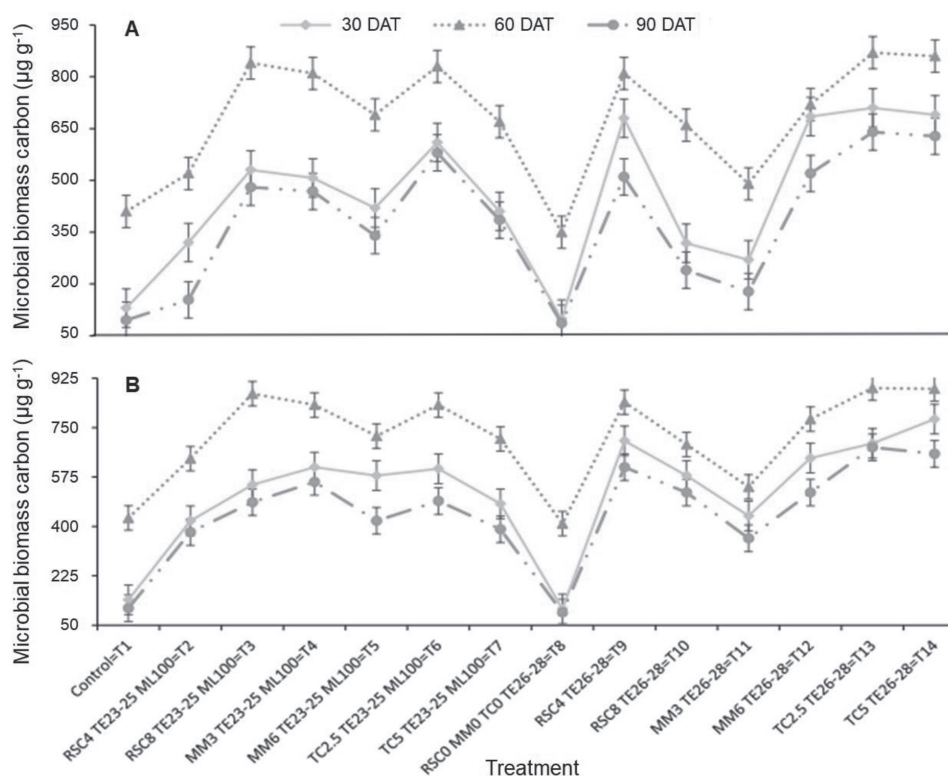 A
30 DAT
60 DAT
90 DAT
Microbial biomass carbon (µg g-1)
950
800
650
500
350
200
50
B
Microbial biomass carbon (µg g-1)
925
750
575
400
225
50
Control=T1
RSC4 TE23-25 ML100=T2
RSC8 TE23-25 ML100=T3
MM3 TE23-25 ML100=T4
MM6 TE23-25 ML100=T5
TC2.5 TE23-25 ML100=T6
TC5 TE23-25 ML100=T7
RSC0 MM0 TC0 TE26-28=T8
RSC4 TE26-28=T9
RSC8 TE26-28=T10
MM3 TE26-28=T11
MM6 TE26-28=T12
TC2.5 TE26-28=T13
TC5 TE26-28=T14
Treatment